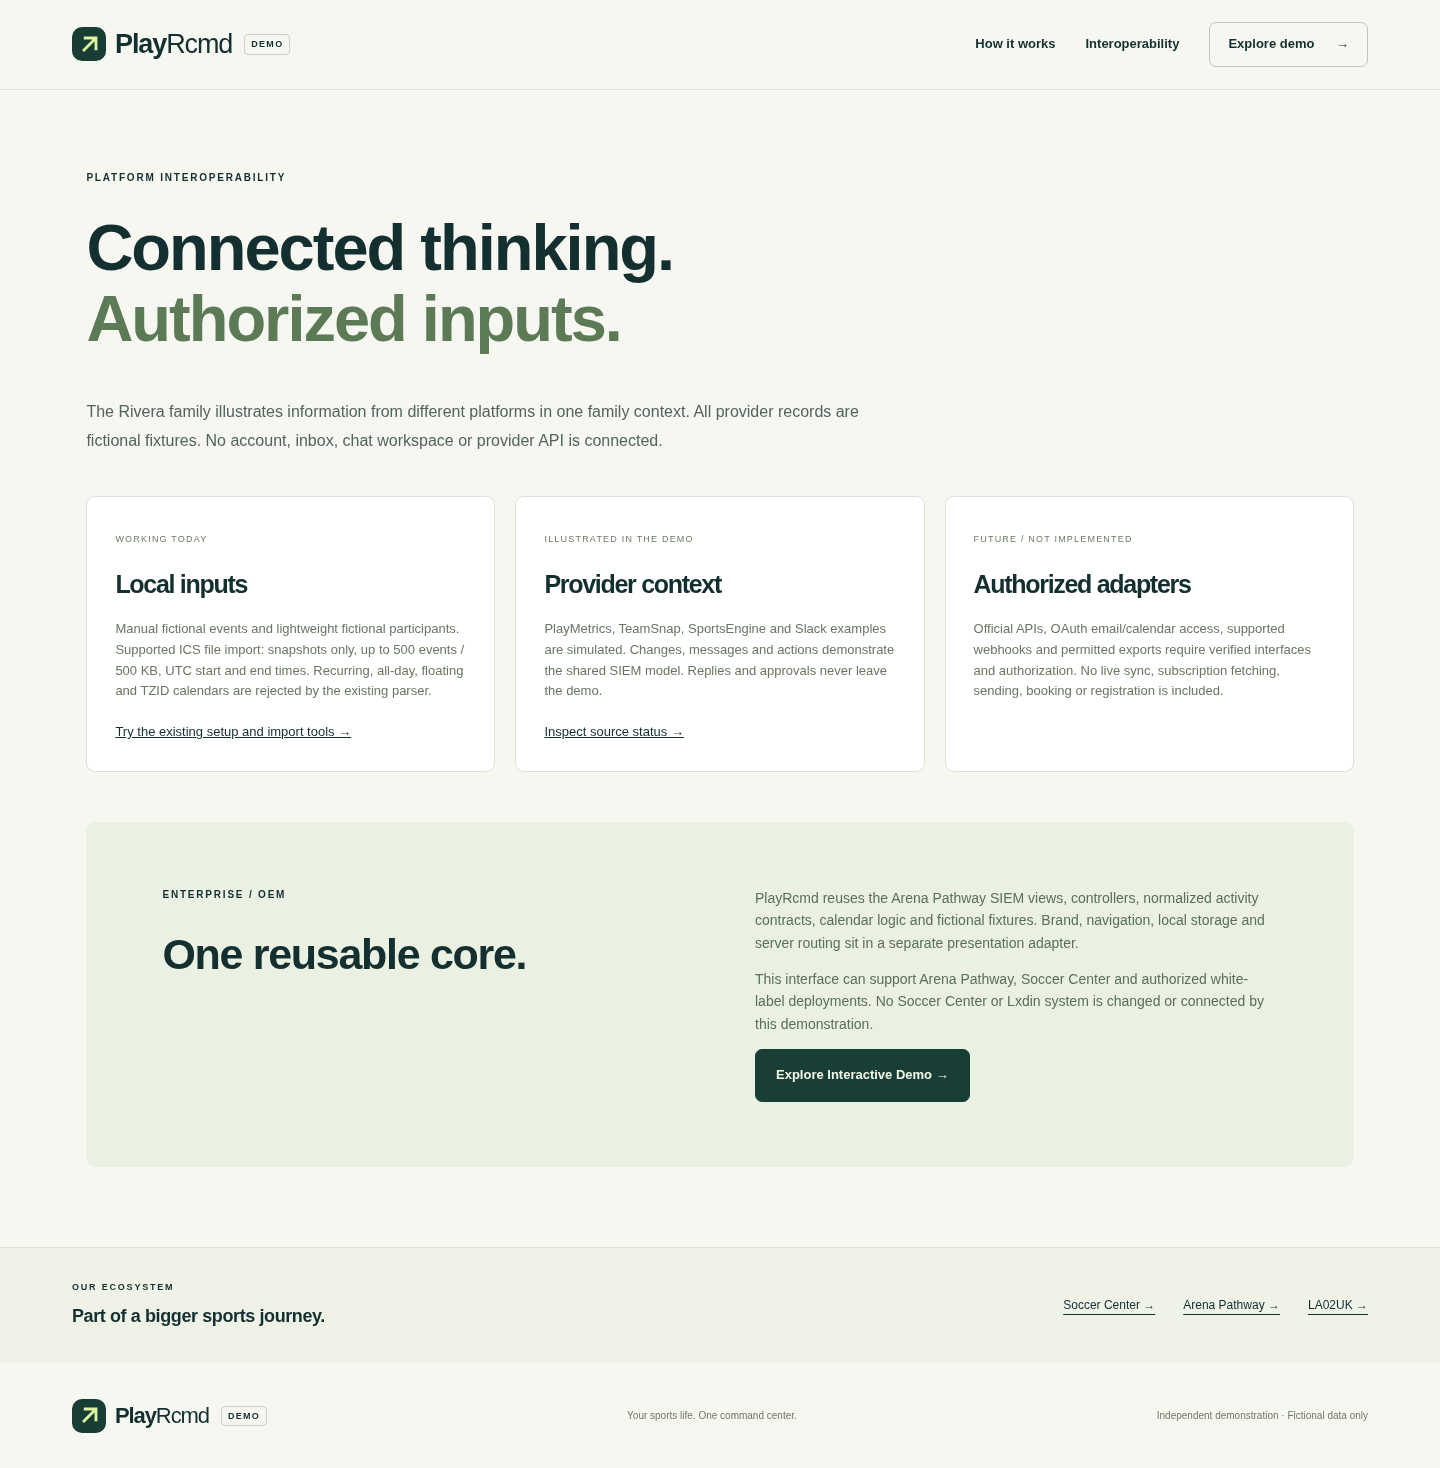 PlayRcmd DEMO
How it works
Interoperability
Explore demo →
PLATFORM INTEROPERABILITY
Connected thinking.
Authorized inputs.
The Rivera family illustrates information from different platforms in one family context. All provider records are
fictional fixtures. No account, inbox, chat workspace or provider API is connected.
WORKING TODAY
Local inputs
Manual fictional events and lightweight fictional participants.
Supported ICS file import: snapshots only, up to 500 events /
500 KB, UTC start and end times. Recurring, all-day, floating
and TZID calendars are rejected by the existing parser.
Try the existing setup and import tools →
ILLUSTRATED IN THE DEMO
Provider context
PlayMetrics, TeamSnap, SportsEngine and Slack examples
are simulated. Changes, messages and actions demonstrate
the shared SIEM model. Replies and approvals never leave
the demo.
Inspect source status →
FUTURE / NOT IMPLEMENTED
Authorized adapters
Official APIs, OAuth email/calendar access, supported
webhooks and permitted exports require verified interfaces
and authorization. No live sync, subscription fetching,
sending, booking or registration is included.
ENTERPRISE / OEM
One reusable core.
PlayRcmd reuses the Arena Pathway SIEM views, controllers, normalized activity
contracts, calendar logic and fictional fixtures. Brand, navigation, local storage and
server routing sit in a separate presentation adapter.
This interface can support Arena Pathway, Soccer Center and authorized white-
label deployments. No Soccer Center or Lxdin system is changed or connected by
this demonstration.
Explore Interactive Demo →
OUR ECOSYSTEM
Part of a bigger sports journey.
Soccer Center →
Arena Pathway →
LA02UK →
PlayRcmd DEMO
Your sports life. One command center.
Independent demonstration · Fictional data only